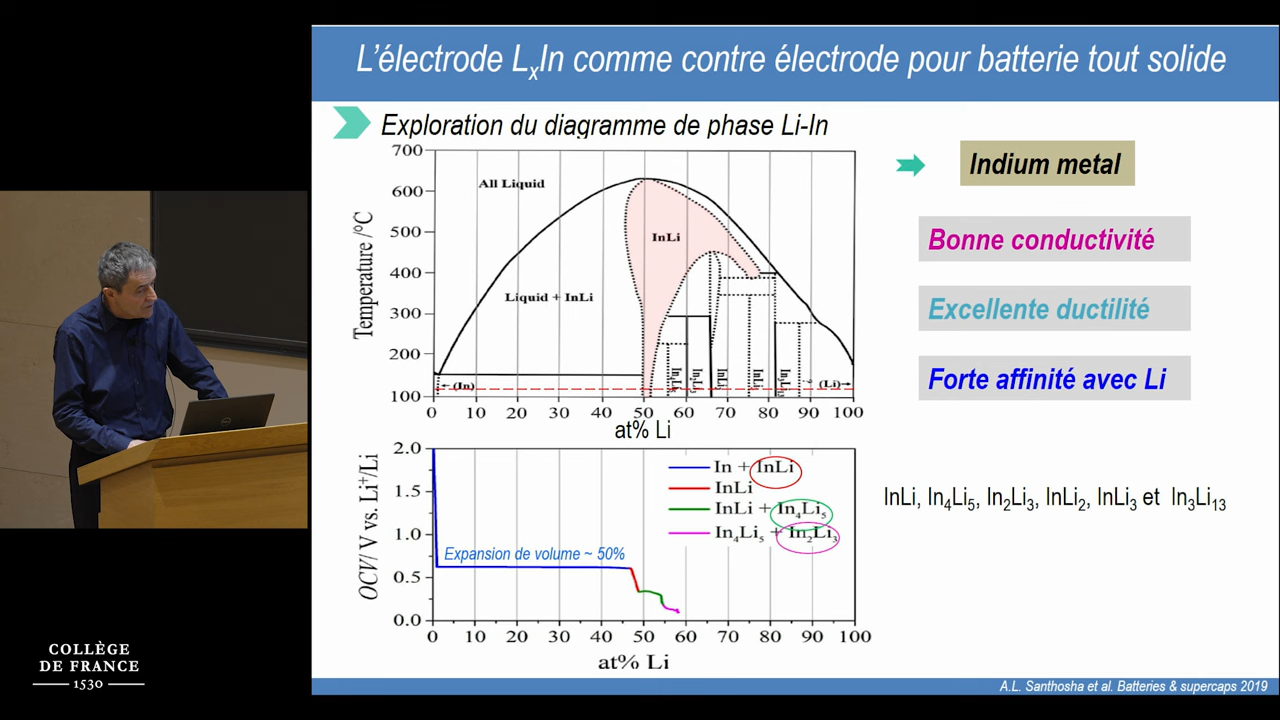 L'électrode LxIn comme contre électrode pour batterie tout solide
Exploration du diagramme de phase Li-In
Indium metal
Bonne conductivité
Excellente ductilité
Forte affinité avec Li
InLi, In4Li5, In2Li3, InLi2, InLi3 et In3Li13
Temperature /°C
700
600
500
400
300
200
100
All Liquid
InLi
Liquid + InLi
(In)
(Li)
0 10 20 30 40 50 60 70 80 90 100
at% Li
OCV/ V vs. Li+/Li
2.0
1.5
1.0
0.5
0.0
In + InLi
InLi
InLi + In4Li5
In4Li5 + In2Li3
Expansion de volume ~ 50%
0 10 20 30 40 50 60 70 80 90 100
at% Li
A.L. Santhosha et al. Batteries & supercaps 2019
COLLÈGE
DE FRANCE
1530